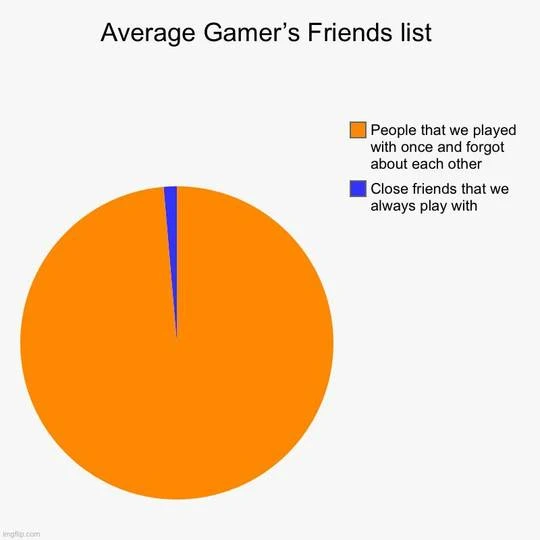 Average Gamer’s Friends list
People that we played
with once and forgot
about each other
Close friends that we
always play with
imgflip.com